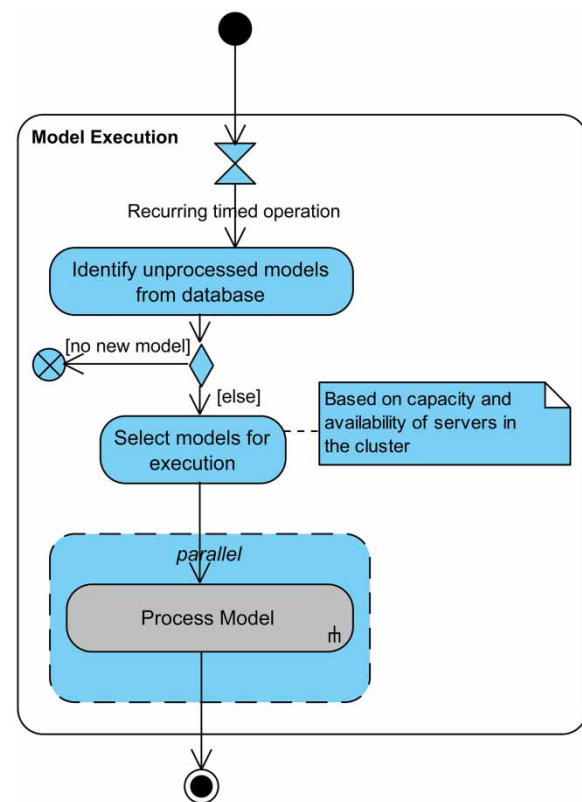 Model Execution
Recurring timed operation
Identify unprocessed models
from database
[no new model]
[else]
Based on capacity and
availability of servers in
the cluster
Select models for
execution
parallel
Process Model